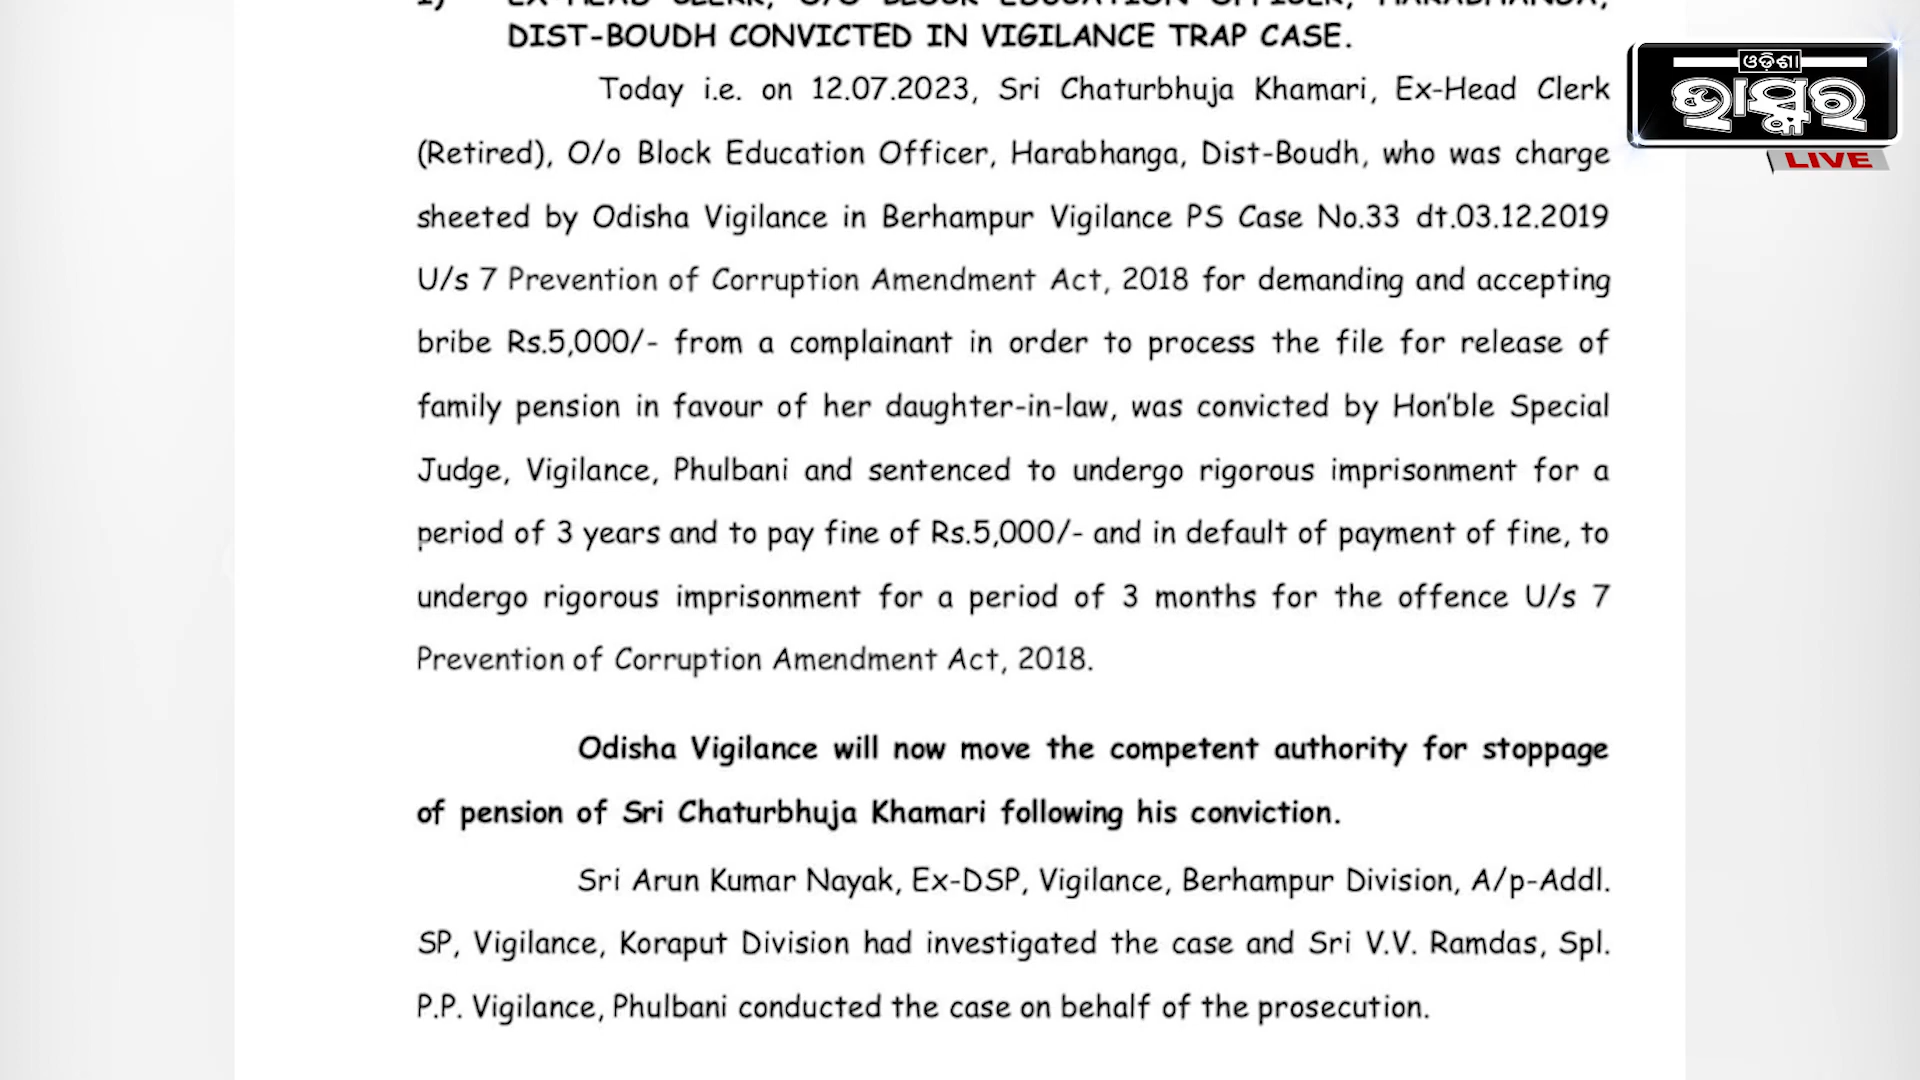 1) EX-HEAD CLERK, O/O BLOCK EDUCATION OFFICER, HARABHANGA,
DIST-BOUDH CONVICTED IN VIGILANCE TRAP CASE.
Today i.e. on 12.07.2023, Sri Chaturbhuja Khamari, Ex-Head Clerk
(Retired), O/o Block Education Officer, Harabhanga, Dist-Boudh, who was charge
sheeted by Odisha Vigilance in Berhampur Vigilance PS Case No.33 dt.03.12.2019
U/s 7 Prevention of Corruption Amendment Act, 2018 for demanding and accepting
bribe Rs.5,000/- from a complainant in order to process the file for release of
family pension in favour of her daughter-in-law, was convicted by Hon'ble Special
Judge, Vigilance, Phulbani and sentenced to undergo rigorous imprisonment for a
period of 3 years and to pay fine of Rs.5,000/- and in default of payment of fine, to
undergo rigorous imprisonment for a period of 3 months for the offence U/s 7
Prevention of Corruption Amendment Act, 2018.
Odisha Vigilance will now move the competent authority for stoppage
of pension of Sri Chaturbhuja Khamari following his conviction.
Sri Arun Kumar Nayak, Ex-DSP, Vigilance, Berhampur Division, A/p-Addl.
SP, Vigilance, Koraput Division had investigated the case and Sri V.V. Ramdas, Spl.
P.P. Vigilance, Phulbani conducted the case on behalf of the prosecution.
ଓଡ଼ିଶା
ଭାସ୍କର
LIVE